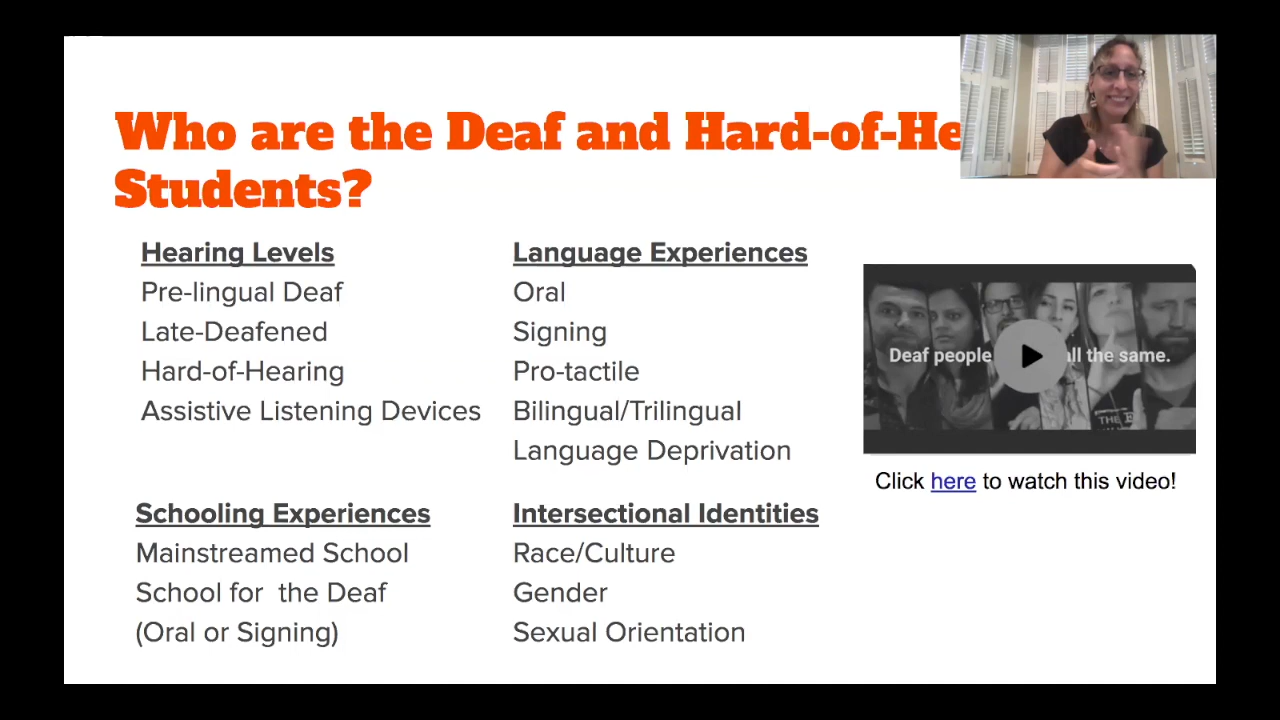 Who are the Deaf and Hard-of-He
Students?
Hearing Levels
Pre-lingual Deaf
Late-Deafened
Hard-of-Hearing
Assistive Listening Devices
Language Experiences
Oral
Signing
Pro-tactile
Bilingual/Trilingual
Language Deprivation
Deaf people all the same.
THE
Click here to watch this video!
Schooling Experiences
Mainstreamed School
School for the Deaf
(Oral or Signing)
Intersectional Identities
Race/Culture
Gender
Sexual Orientation